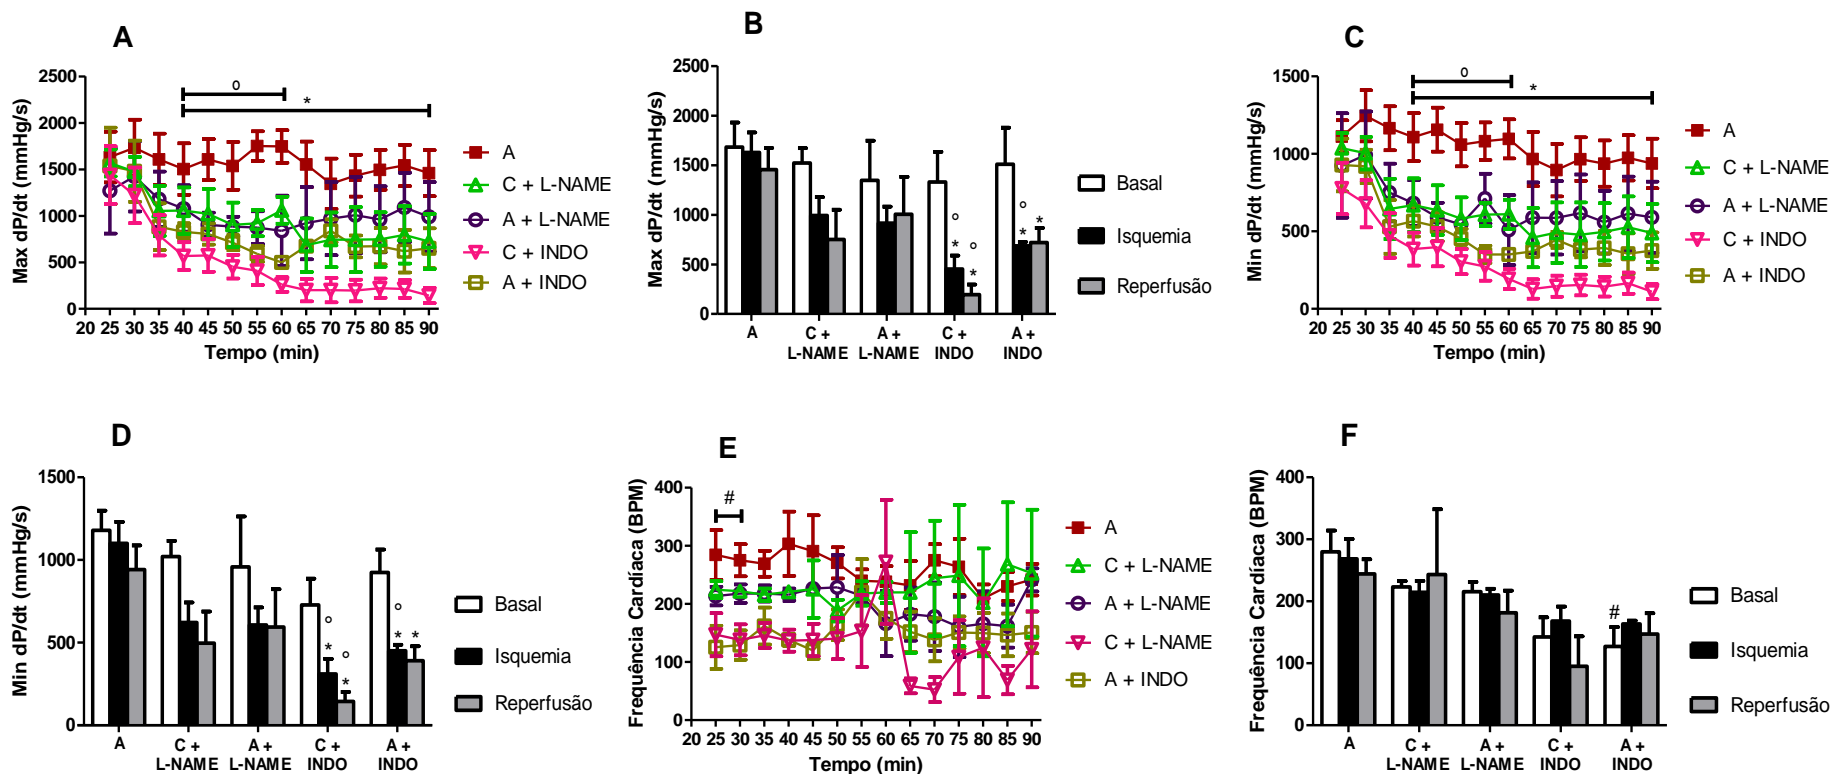 A
Max dP/dt (mmHg/s)
2500
2000
1500
1000
500
0
o
*
20 25 30 35 40 45 50 55 60 65 70 75 80 85 90
Tempo (min)
A
C + L-NAME
A + L-NAME
C + INDO
A + INDO
B
Max dP/dt (mmHg/s)
2500
2000
1500
1000
500
0
o
*
o
*
o
*
*
A
C +
L-NAME
A +
L-NAME
C +
INDO
A +
INDO
Basal
Isquemia
Reperfusão
C
Min dP/dt (mmHg/s)
1500
1000
500
0
o
*
20 25 30 35 40 45 50 55 60 65 70 75 80 85 90
Tempo (min)
A
C + L-NAME
A + L-NAME
C + INDO
A + INDO
D
Min dP/dt (mmHg/s)
1500
1000
500
0
o
*
o
*
o
*
*
A
C +
L-NAME
A +
L-NAME
C +
INDO
A +
INDO
Basal
Isquemia
Reperfusão
E
Frequência Cardíaca (BPM)
400
300
200
100
0
#
20 25 30 35 40 45 50 55 60 65 70 75 80 85 90
Tempo (min)
A
C + L-NAME
A + L-NAME
C + L-NAME
A + INDO
F
Frequência Cardíaca (BPM)
400
300
200
100
0
#
A
C +
L-NAME
A +
L-NAME
C +
INDO
A +
INDO
Basal
Isquemia
Reperfusão